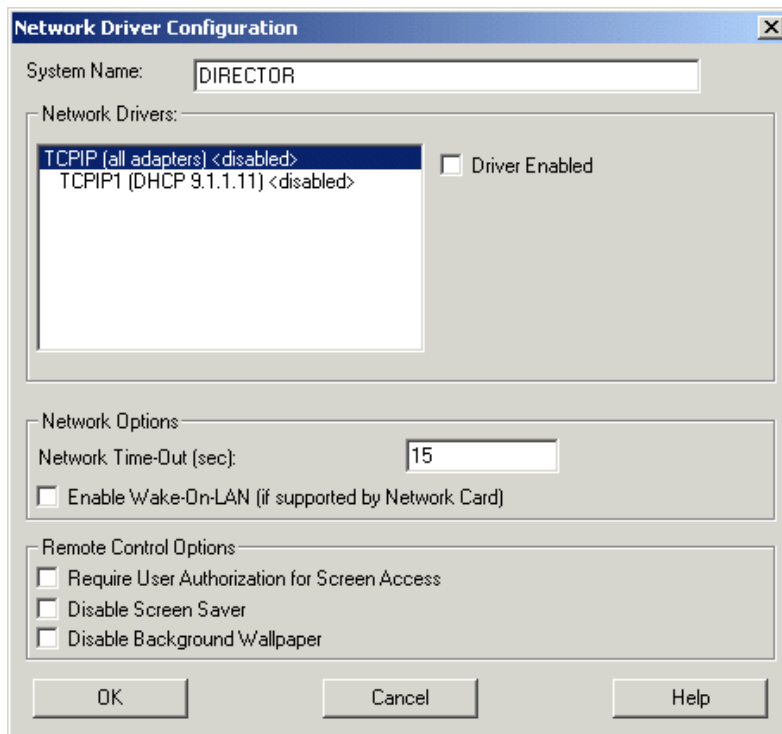 Network Driver Configuration
System Name: DIRECTOR
Network Drivers:
TCPIP (all adapters) <disabled>
Driver Enabled
TCPIP1 (DHCP 9.1.1.11) <disabled>
Network Options
Network Time-Out (sec): 15
Enable Wake-On-LAN (if supported by Network Card)
Remote Control Options
Require User Authorization for Screen Access
Disable Screen Saver
Disable Background Wallpaper
OK Cancel Help